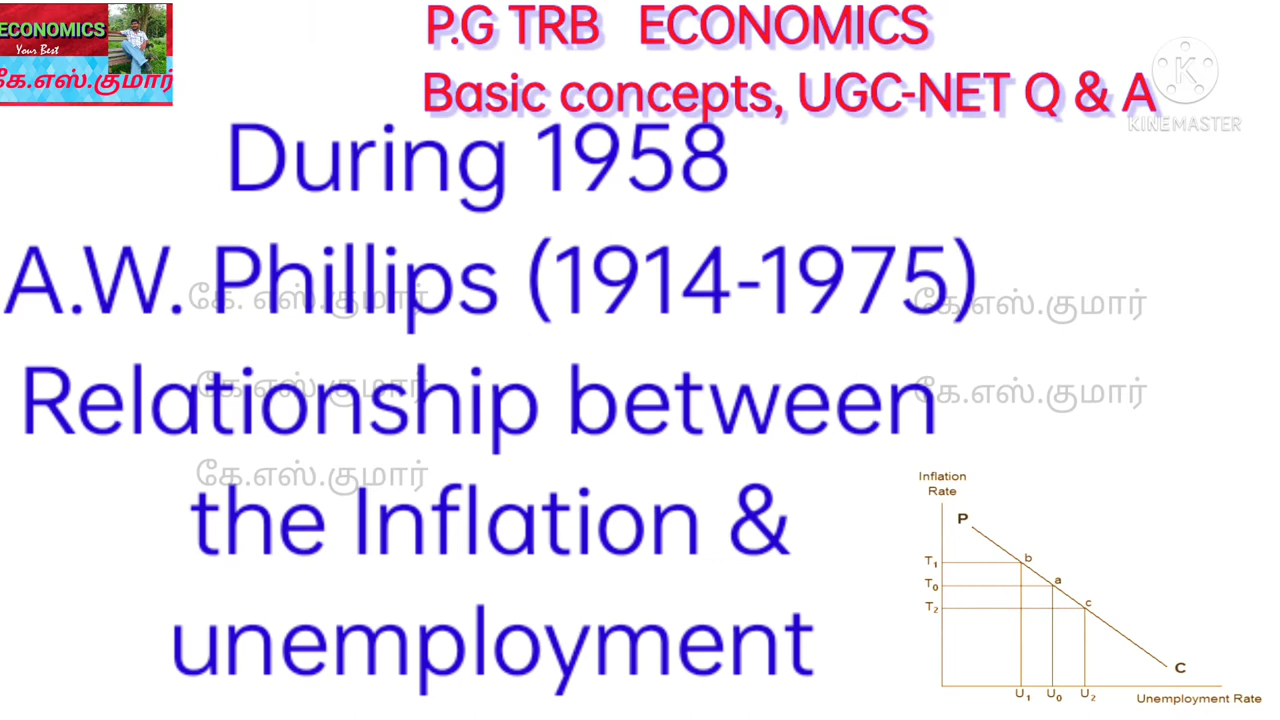 ECONOMICS
Your Best
கே.எஸ்.குமார்
P.G TRB ECONOMICS
Basic concepts, UGC-NET Q & A
K
KINEMASTER
During 1958
A.W. Phillips (1914-1975)
கே. எஸ்.குமார்
கே.எஸ்.குமார்
Relationship between
கே.எஸ்.குமார்
கே.எஸ்.குமார்
கே.எஸ்.குமார்
the Inflation &
unemployment
Inflation
Rate
P
T₁
b
T₀
a
T₂
c
C
U₁ U₀ U₂
Unemployment Rate